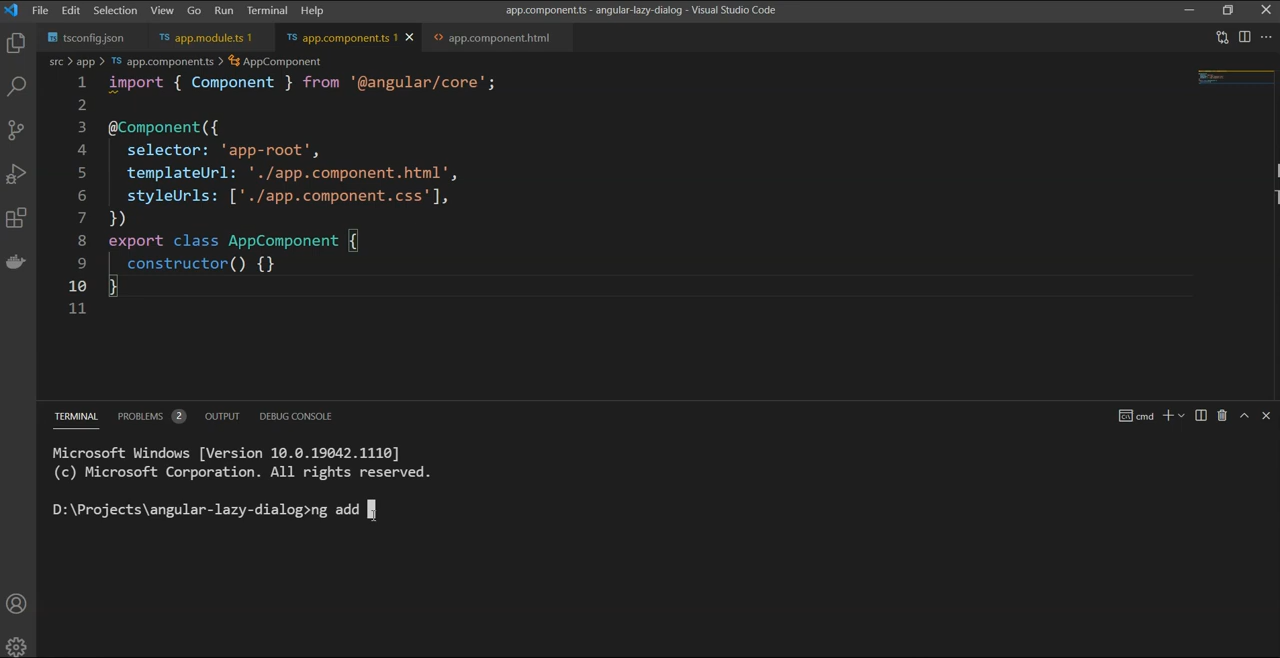 File Edit Selection View Go Run Terminal Help app.component.ts - angular-lazy-dialog - Visual Studio Code
tsconfig.json TS app.module.ts 1 TS app.component.ts 1 <> app.component.html
src > app > TS app.component.ts > AppComponent
1 import { Component } from '@angular/core';
2
3 @Component({
4 selector: 'app-root',
5 templateUrl: './app.component.html',
6 styleUrls: ['./app.component.css'],
7 })
8 export class AppComponent {
9 constructor() {}
10 }
11
TERMINAL PROBLEMS 2 OUTPUT DEBUG CONSOLE cmd
Microsoft Windows [Version 10.0.19042.1110]
(c) Microsoft Corporation. All rights reserved.
D:\Projects\angular-lazy-dialog>ng add